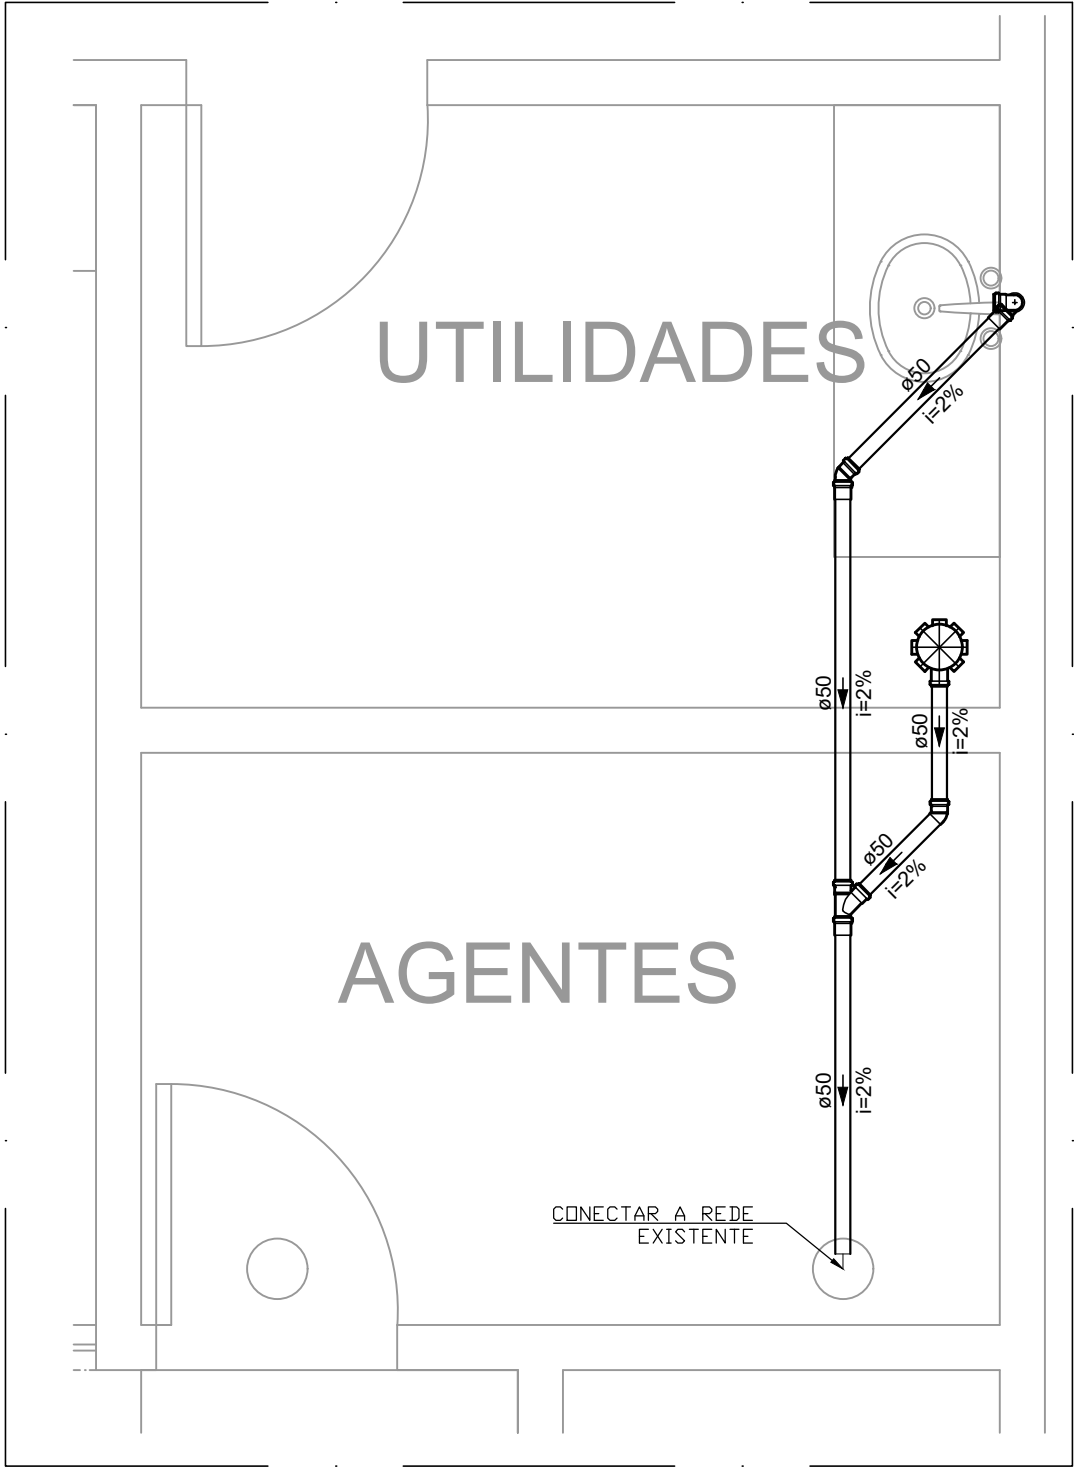 UTILIDADES
ø50
i=2%
ø50
i=2%
ø50
i=2%
ø50
i=2%
AGENTES
ø50
i=2%
CONECTAR A REDE
EXISTENTE